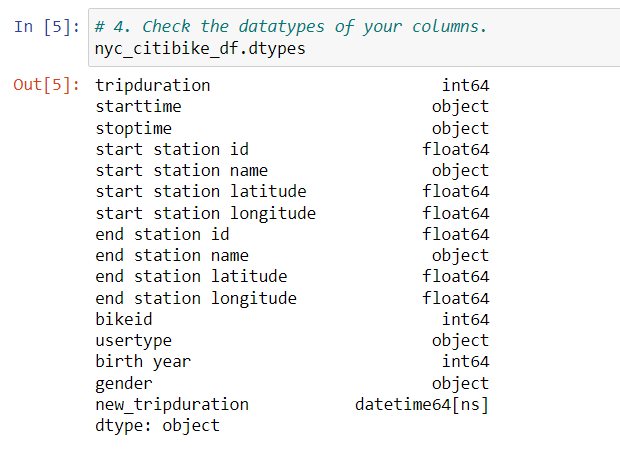 In [5]: # 4. Check the datatypes of your columns.
nyc_citibike_df.dtypes
Out[5]: tripduration int64
starttime object
stoptime object
start station id float64
start station name object
start station latitude float64
start station longitude float64
end station id float64
end station name object
end station latitude float64
end station longitude float64
bikeid int64
usertype object
birth year int64
gender object
new_tripduration datetime64[ns]
dtype: object